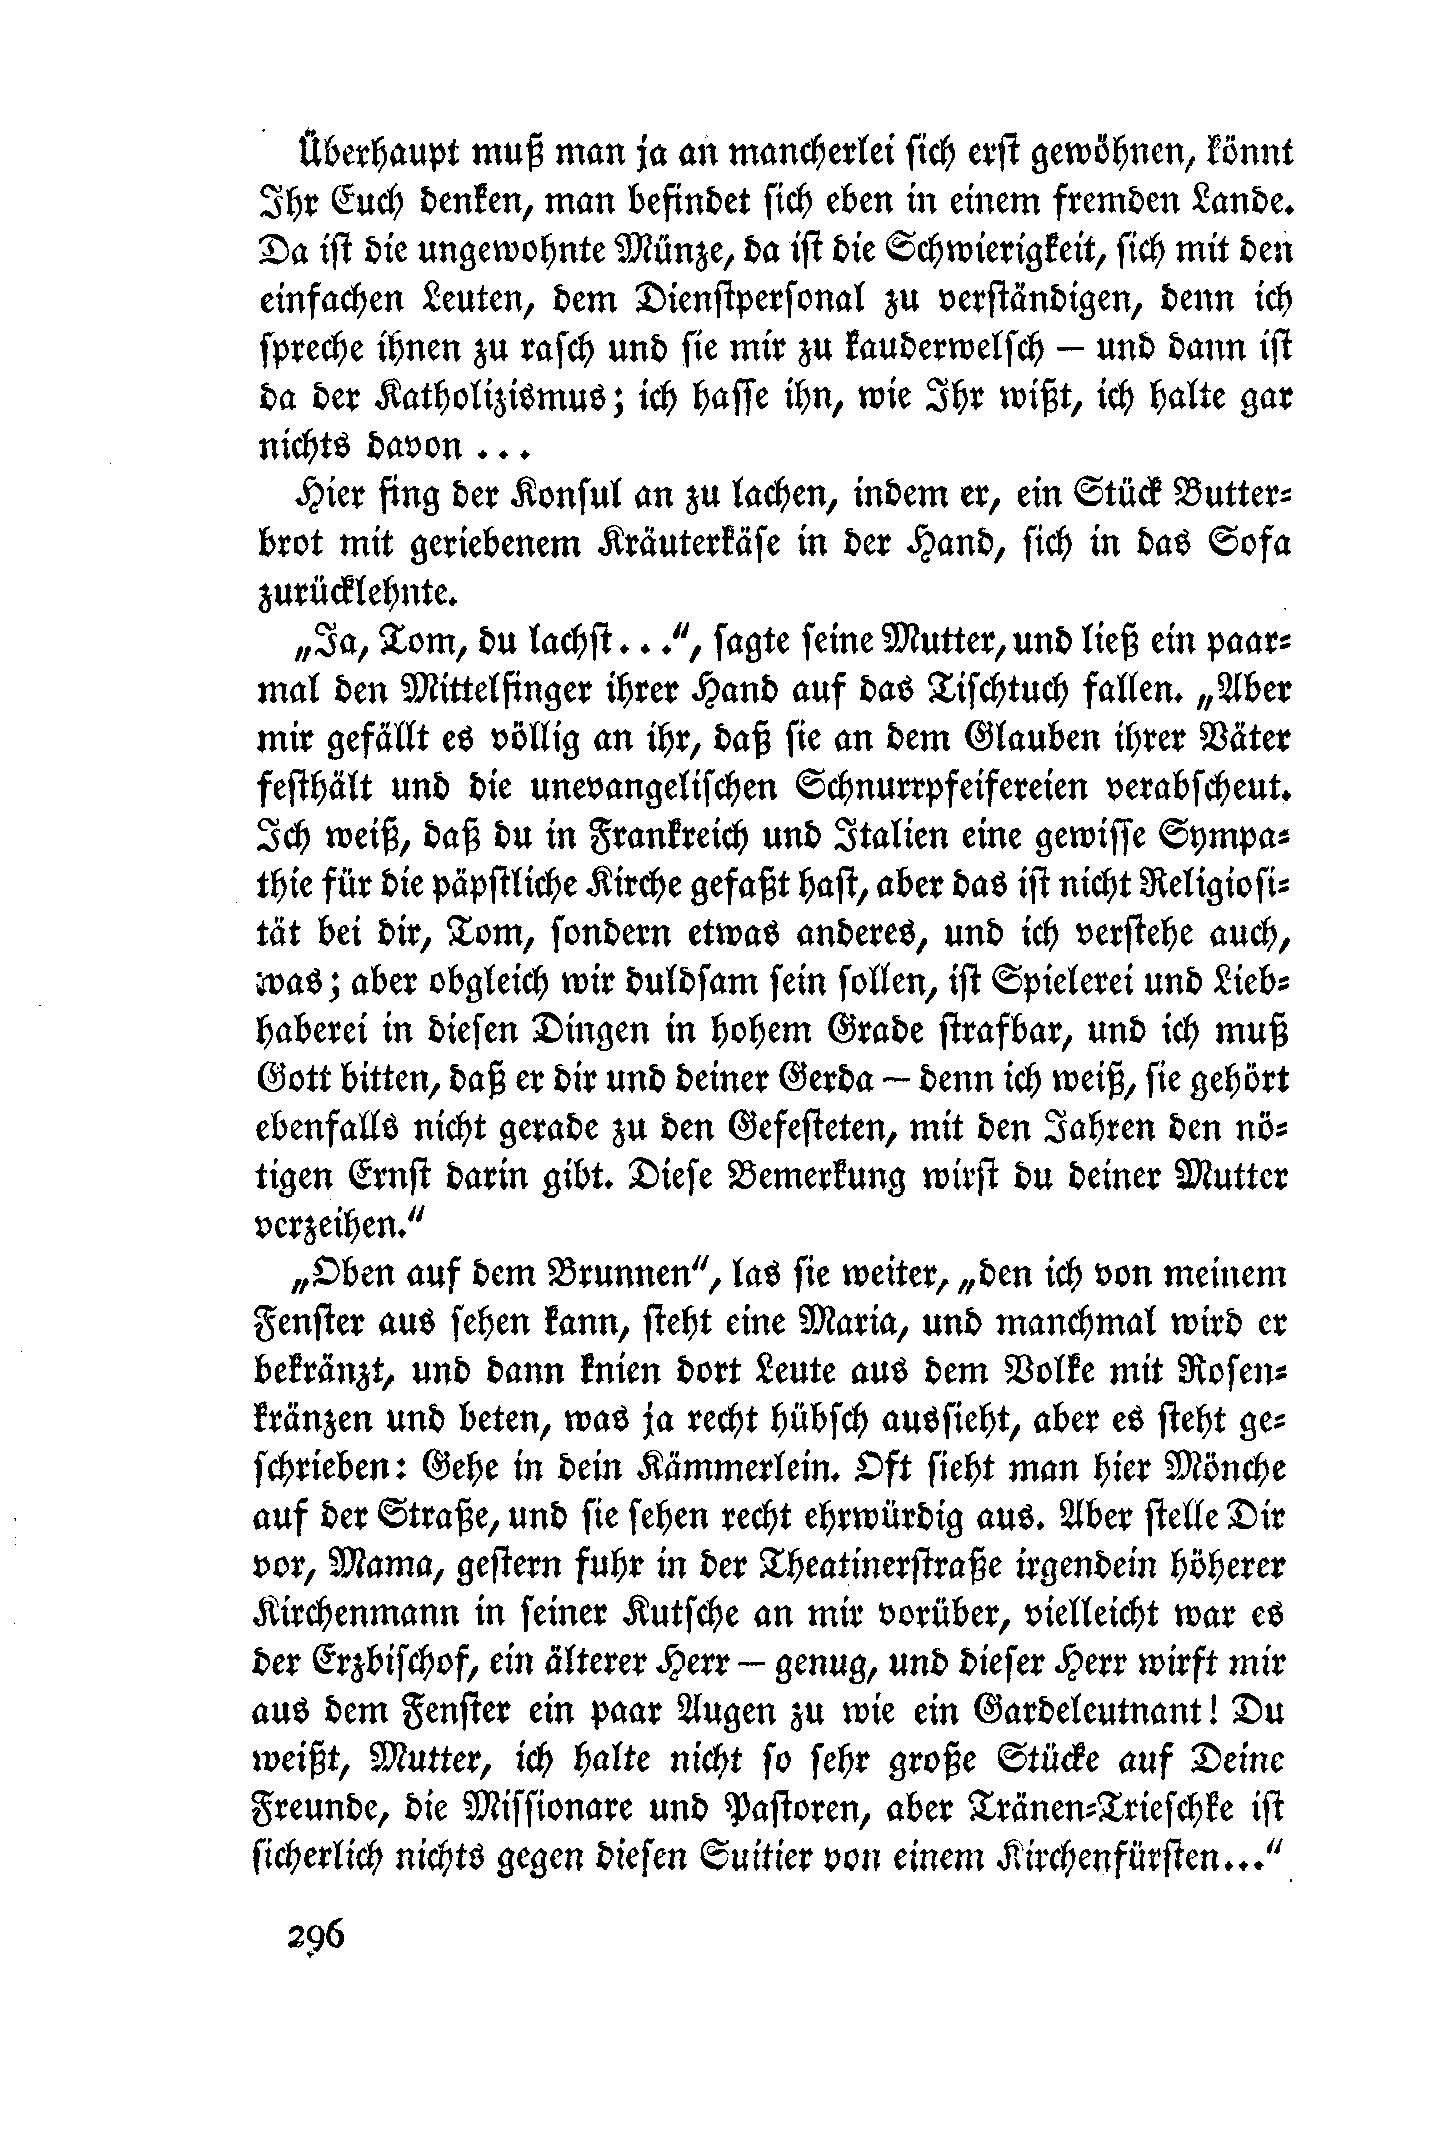 Überhaupt muß man ja an mancherlei sich erst gewöhnen, könnt
Ihr Euch denken, man befindet sich eben in einem fremden Lande.
Da ist die ungewohnte Münze, da ist die Schwierigkeit, sich mit den
einfachen Leuten, dem Dienstpersonal zu verständigen, denn ich
spreche ihnen zu rasch und sie mir zu kauderwelsch — und dann ist
da der Katholizismus; ich hasse ihn, wie Ihr wißt, ich halte gar
nichts davon ...
Hier fing der Konsul an zu lachen, indem er, ein Stück Butter-
brot mit geriebenem Kräuterkäse in der Hand, sich in das Sofa
zurücklehnte.
„Ja, Tom, du lachst...“, sagte seine Mutter, und ließ ein paar-
mal den Mittelfinger ihrer Hand auf das Tischtuch fallen. „Aber
mir gefällt es völlig an ihr, daß sie an dem Glauben ihrer Väter
festhält und die unevangelischen Schnurrpfeifereien verabscheut.
Ich weiß, daß du in Frankreich und Italien eine gewisse Sympa-
thie für die päpstliche Kirche gefaßt hast, aber das ist nicht Religiosi-
tät bei dir, Tom, sondern etwas anderes, und ich verstehe auch,
was; aber obgleich wir duldsam sein sollen, ist Spielerei und Lieb-
haberei in diesen Dingen in hohem Grade strafbar, und ich muß
Gott bitten, daß er dir und deiner Gerda — denn ich weiß, sie gehört
ebenfalls nicht gerade zu den Gefesteten, mit den Jahren den nö-
tigen Ernst darin gibt. Diese Bemerkung wirst du deiner Mutter
verzeihen.“
„Oben auf dem Brunnen“, las sie weiter, „den ich von meinem
Fenster aus sehen kann, steht eine Maria, und manchmal wird er
bekränzt, und dann knien dort Leute aus dem Volke mit Rosen-
kränzen und beten, was ja recht hübsch aussieht, aber es steht ge-
schrieben: Gehe in dein Kämmerlein. Oft sieht man hier Mönche
auf der Straße, und sie sehen recht ehrwürdig aus. Aber stelle Dir
vor, Mama, gestern fuhr in der Theatinerstraße irgendein höherer
Kirchenmann in seiner Kutsche an mir vorüber, vielleicht war es
der Erzbischof, ein älterer Herr — genug, und dieser Herr wirft mir
aus dem Fenster ein paar Augen zu wie ein Gardeleutnant! Du
weißt, Mutter, ich halte nicht so sehr große Stücke auf Deine
Freunde, die Missionare und Pastoren, aber Tränen-Trieschke ist
sicherlich nichts gegen diesen Suitier von einem Kirchenfürsten...“
296